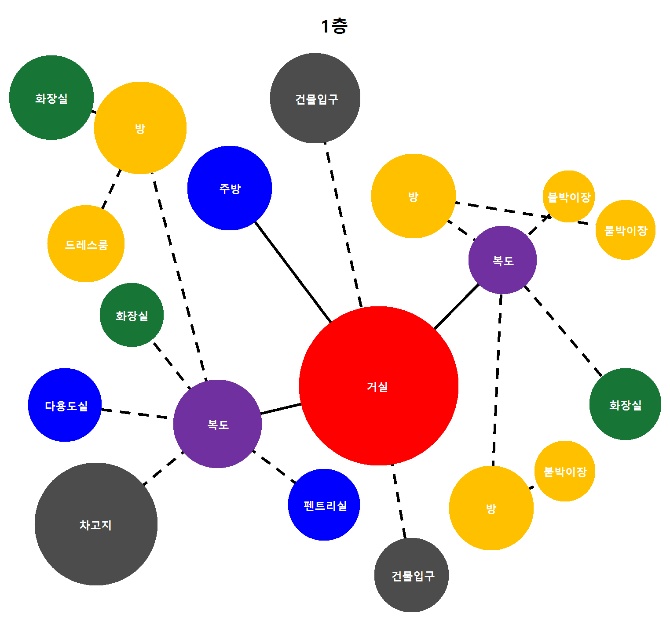 1층
화장실
방
건물입구
주방
방
붙박이장
붙박이장
드레스룸
복도
화장실
거실
다용도실
복도
화장실
붙박이장
펜트리실
방
차고지
건물입구